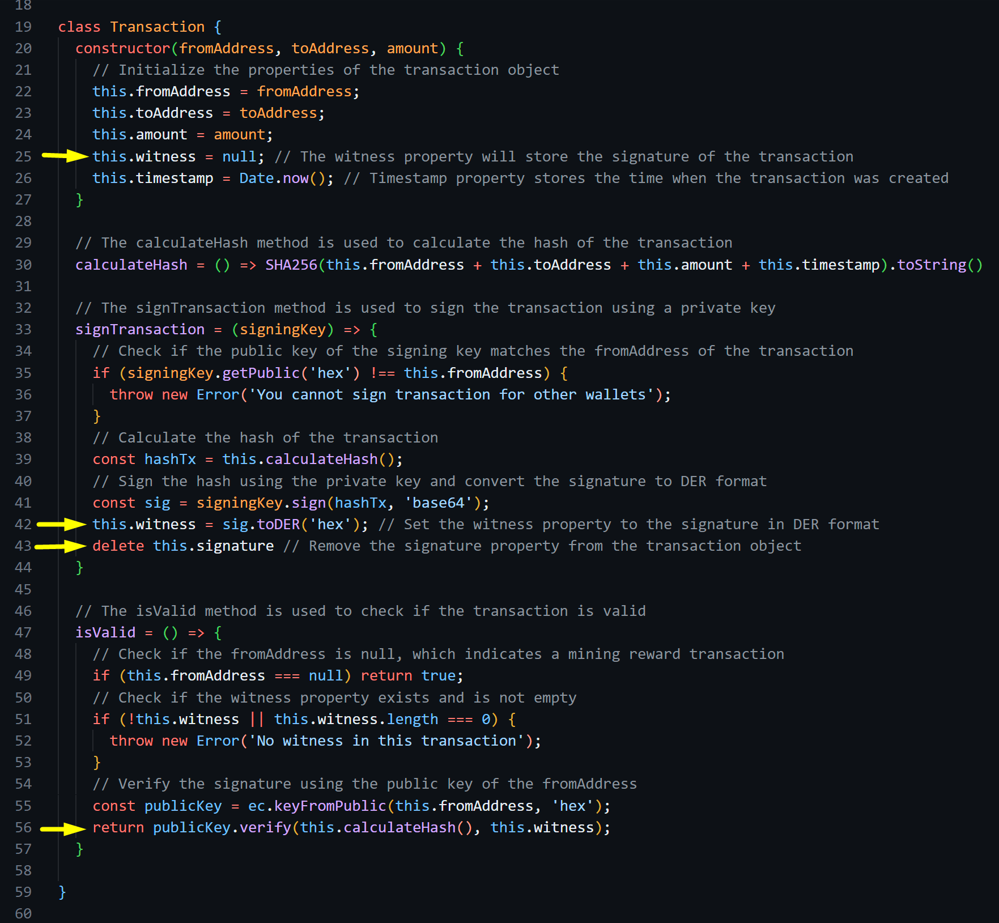 18
19 class Transaction {
20 constructor(fromAddress, toAddress, amount) {
21 // Initialize the properties of the transaction object
22 this.fromAddress = fromAddress;
23 this.toAddress = toAddress;
24 this.amount = amount;
25 this.witness = null; // The witness property will store the signature of the transaction
26 this.timestamp = Date.now(); // Timestamp property stores the time when the transaction was created
27 }
28
29 // The calculateHash method is used to calculate the hash of the transaction
30 calculateHash = () => SHA256(this.fromAddress + this.toAddress + this.amount + this.timestamp).toString()
31
32 // The signTransaction method is used to sign the transaction using a private key
33 signTransaction = (signingKey) => {
34 // Check if the public key of the signing key matches the fromAddress of the transaction
35 if (signingKey.getPublic('hex') !== this.fromAddress) {
36 throw new Error('You cannot sign transaction for other wallets');
37 }
38 // Calculate the hash of the transaction
39 const hashTx = this.calculateHash();
40 // Sign the hash using the private key and convert the signature to DER format
41 const sig = signingKey.sign(hashTx, 'base64');
42 this.witness = sig.toDER('hex'); // Set the witness property to the signature in DER format
43 delete this.signature // Remove the signature property from the transaction object
44 }
45
46 // The isValid method is used to check if the transaction is valid
47 isValid = () => {
48 // Check if the fromAddress is null, which indicates a mining reward transaction
49 if (this.fromAddress === null) return true;
50 // Check if the witness property exists and is not empty
51 if (!this.witness || this.witness.length === 0) {
52 throw new Error('No witness in this transaction');
53 }
54 // Verify the signature using the public key of the fromAddress
55 const publicKey = ec.keyFromPublic(this.fromAddress, 'hex');
56 return publicKey.verify(this.calculateHash(), this.witness);
57 }
58
59 }
60